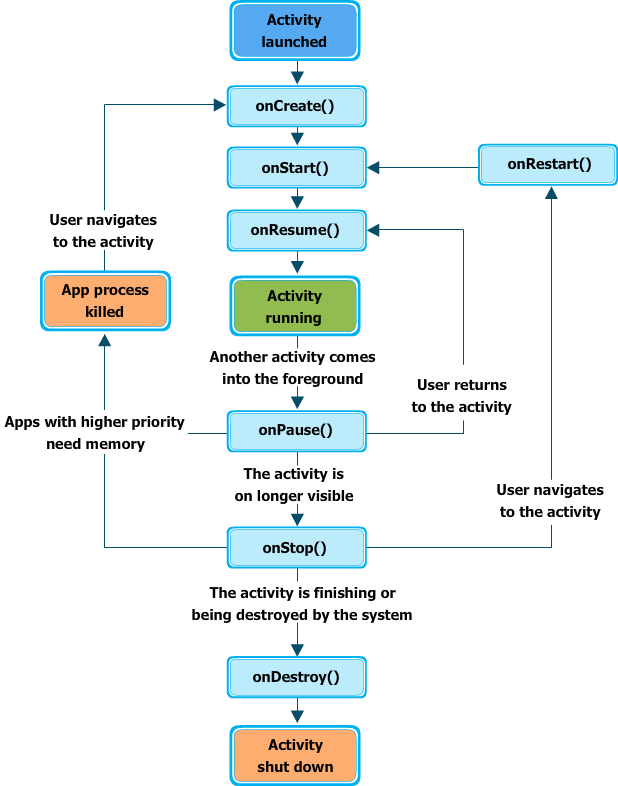 Activity
launched
onCreate()
onStart()
onRestart()
User navigates
to the activity
onResume()
App process
killed
Activity
running
Another activity comes
into the foreground
User returns
to the activity
Apps with higher priority
need memory
onPause()
The activity is
on longer visible
User navigates
to the activity
onStop()
The activity is finishing or
being destroyed by the system
onDestroy()
Activity
shut down